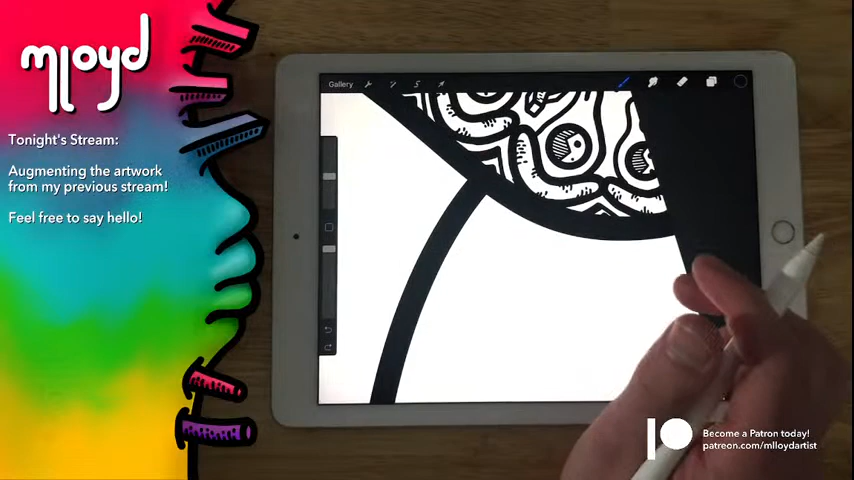 mlloyd
Tonight's Stream:
Augmenting the artwork
from my previous stream!
Feel free to say hello!
Gallery
Become a Patron today!
patreon.com/mlloydartist